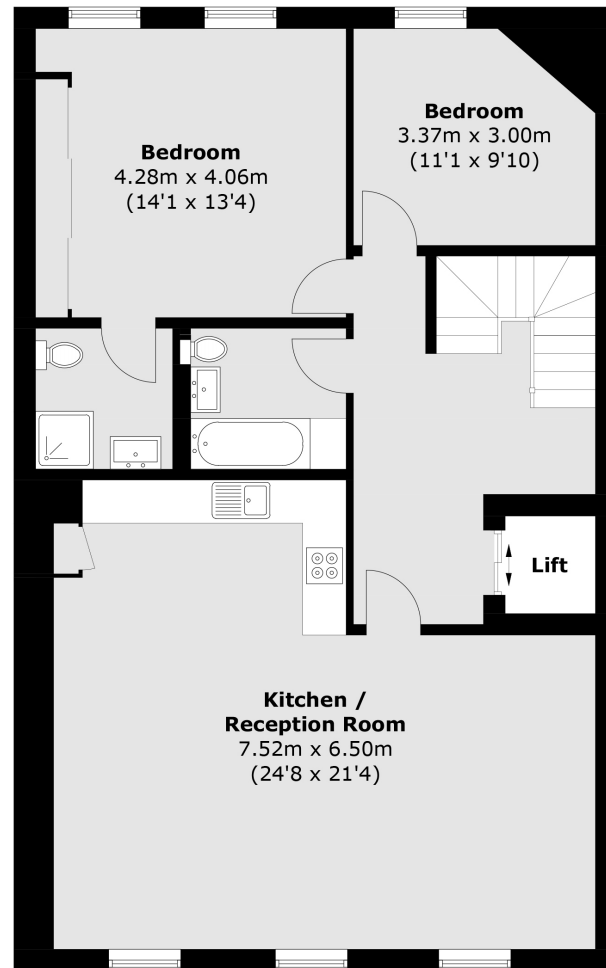 Bedroom
4.28m x 4.06m
(14'1 x 13'4)
Bedroom
3.37m x 3.00m
(11'1 x 9'10)
Lift
Kitchen /
Reception Room
7.52m x 6.50m
(24'8 x 21'4)